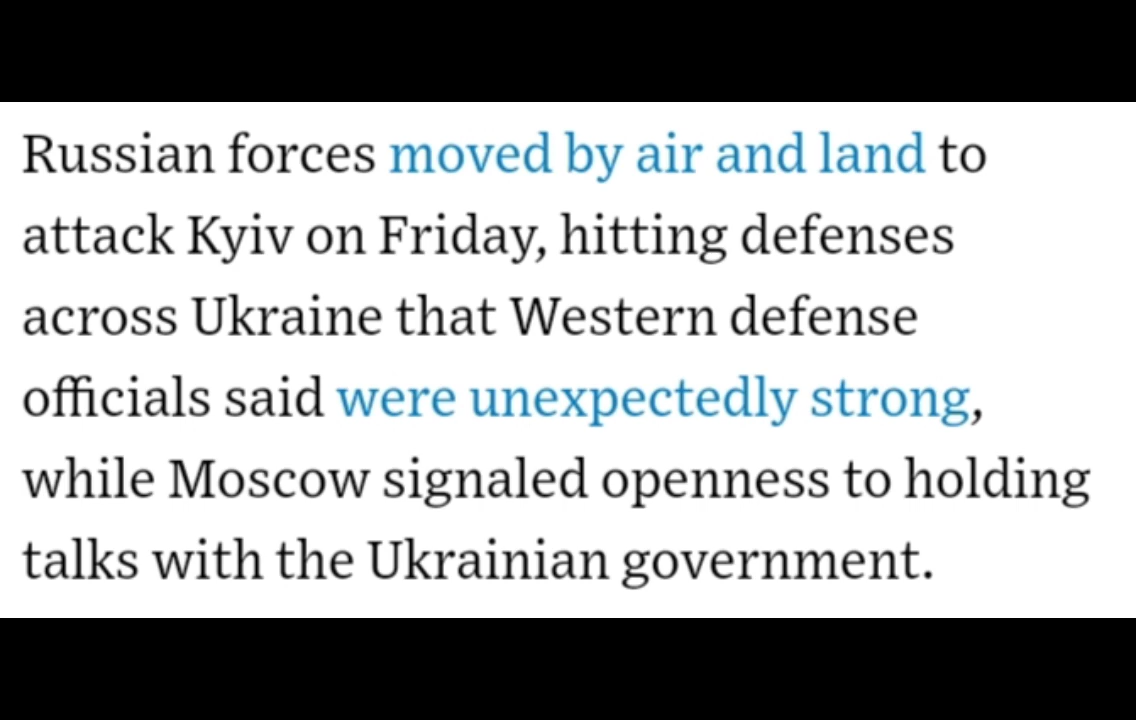 Russian forces moved by air and land to
attack Kyiv on Friday, hitting defenses
across Ukraine that Western defense
officials said were unexpectedly strong,
while Moscow signaled openness to holding
talks with the Ukrainian government.